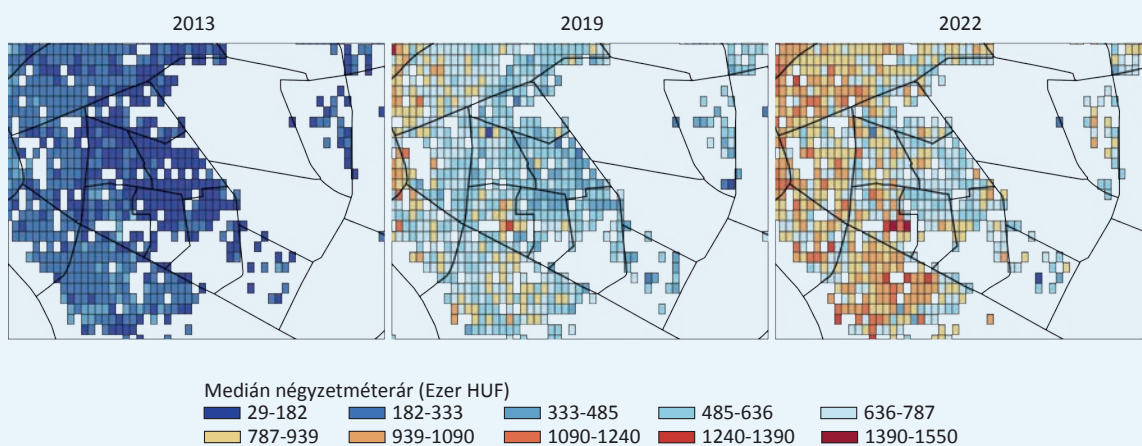 2013 2019 2022
Medián négyzetméterár (Ezer HUF)
29-182 182-333 333-485 485-636 636-787
787-939 939-1090 1090-1240 1240-1390 1390-1550